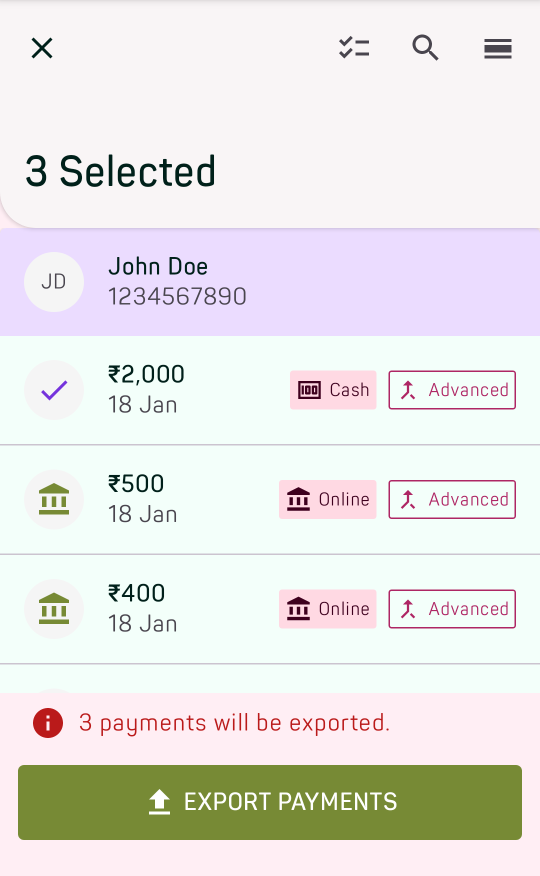 3 Selected
JD
John Doe
1234567890
₹2,000
18 Jan
100 Cash
Advanced
₹500
18 Jan
Online
Advanced
₹400
18 Jan
Online
Advanced
3 payments will be exported.
EXPORT PAYMENTS